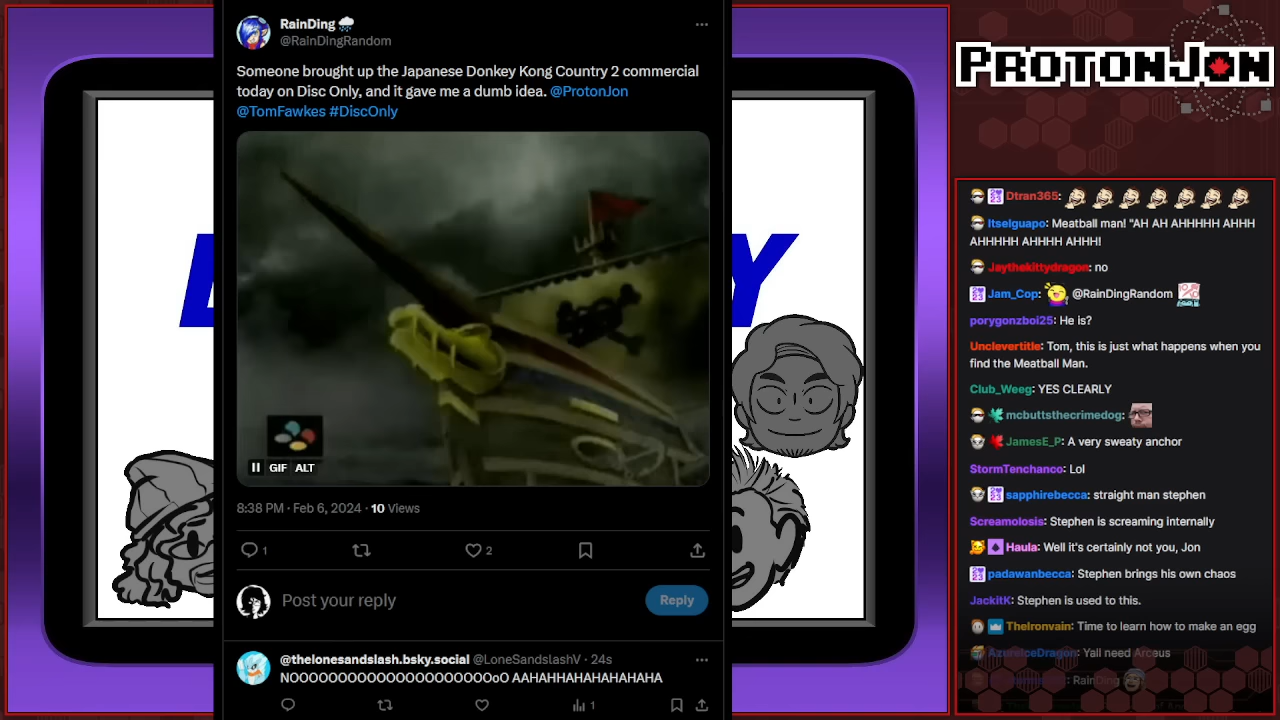 RainDing
@RainDingRandom
Someone brought up the Japanese Donkey Kong Country 2 commercial
today on Disc Only, and it gave me a dumb idea. @ProtonJon
@TomFawkes #DiscOnly
GIF ALT
8:38 PM · Feb 6, 2024 · 10 Views
1
2
Post your reply
Reply
@thelonesandslash.bsky.social @LoneSandslashV · 24s
NOOOOOOOOOOOOOOOOOOOOOoO AAHAHHAHAHAHAHAHA
1
Y
PROTONJON
Dtran365:
Itselguapo: Meatball man! "AH AH AHHHHH AHHH
AHHHHH AHHHH AHH!
Jaythekittydragon: no
Jam_Cop: @RainDingRandom
porygonzboi25: He is?
Unclevertitle: Tom, this is just what happens when you
find the Meatball Man.
Club_Weeg: YES CLEARLY
mcbuttsthecrimedog:
JamesE_P: A very sweaty anchor
StormTenchanco: Lol
sapphirebecca: straight man stephen
Screamolosis: Stephen is screaming internally
Haula: Well it's certainly not you, Jon
padawanbecca: Stephen brings his own chaos
JackitK: Stephen is used to this.
TheIronvain: Time to learn how to make an egg
AzureIceDragon: Yall need Arceus
RainDing